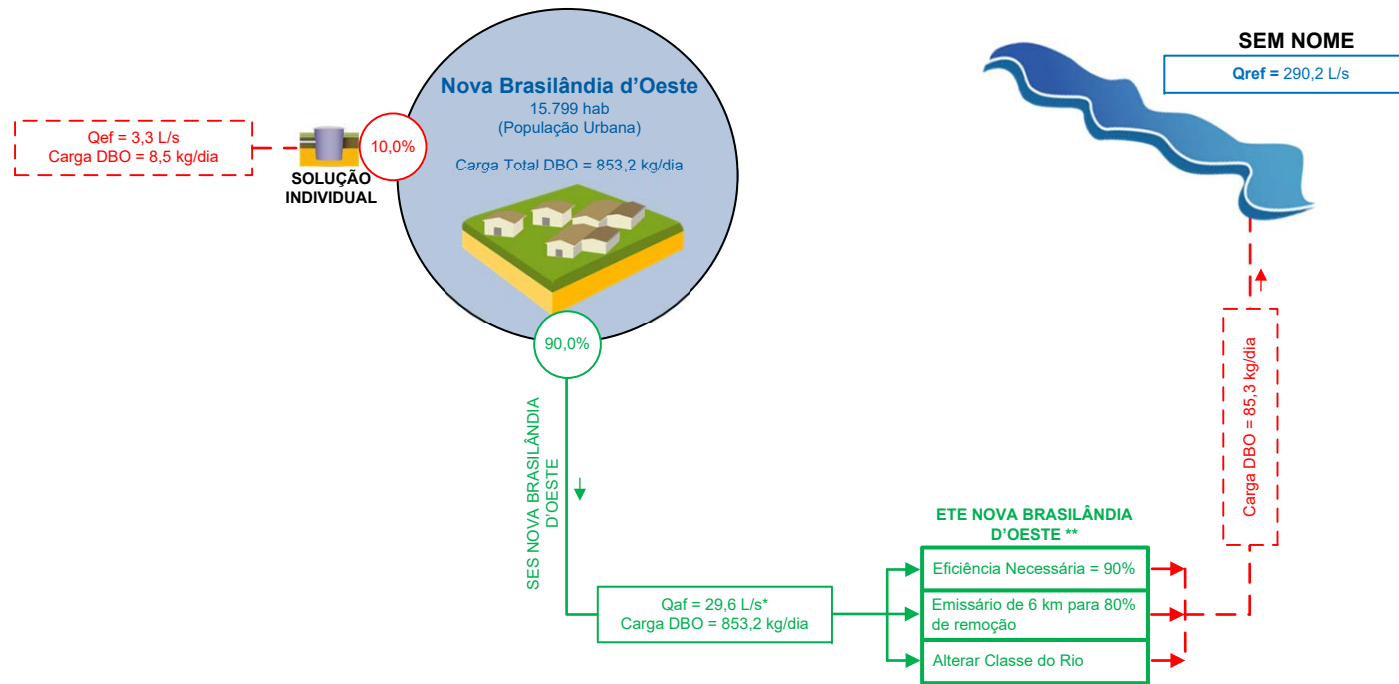 SEM NOME
Qref = 290,2 L/s
Nova Brasilândia d'Oeste
15.799 hab
(População Urbana)
Carga Total DBO = 853,2 kg/dia
Qef = 3,3 L/s
Carga DBO = 8,5 kg/dia
10,0%
SOLUÇÃO
INDIVIDUAL
90,0%
SES NOVA BRASILÂNDIA
D'OESTE
Qaf = 29,6 L/s*
Carga DBO = 853,2 kg/dia
ETE NOVA BRASILÂNDIA
D'OESTE **
Eficiência Necessária = 90%
Emissário de 6 km para 80%
de remoção
Alterar Classe do Rio
Carga DBO = 85,3 kg/dia